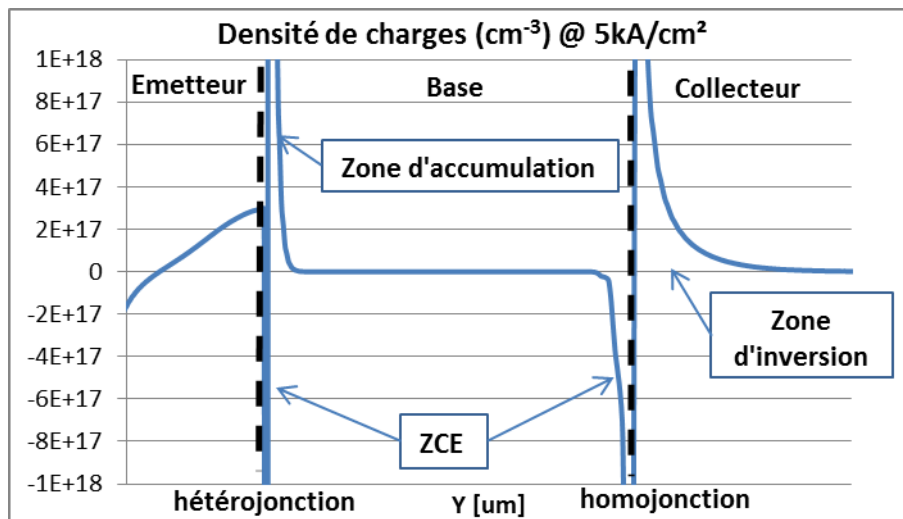 Densité de charges (cm⁻³) @ 5kA/cm²
1E+18
8E+17
6E+17
4E+17
2E+17
0
-2E+17
-4E+17
-6E+17
-8E+17
-1E+18
Emetteur
Base
Collecteur
Zone d'accumulation
Zone
d'inversion
ZCE
hétérojonction
Y [um]
homojonction